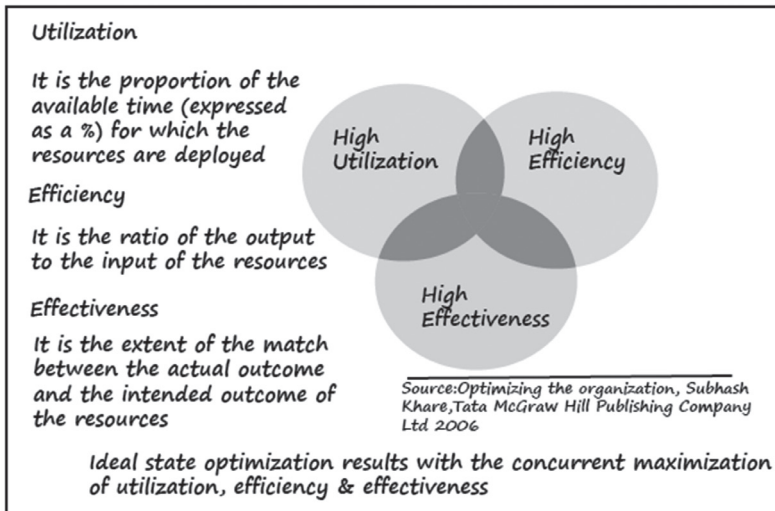 Utilization
It is the proportion of the
available time (expressed
as a %) for which the
resources are deployed
Efficiency
It is the ratio of the output
to the input of the resources
Effectiveness
It is the extent of the match
between the actual outcome
and the intended outcome of
the resources
High
Utilization
High
Efficiency
High
Effectiveness
Source:Optimizing the organization, Subhash
Khare,Tata McGraw Hill Publishing Company
Ltd 2006
Ideal state optimization results with the concurrent maximization
of utilization, efficiency & effectiveness